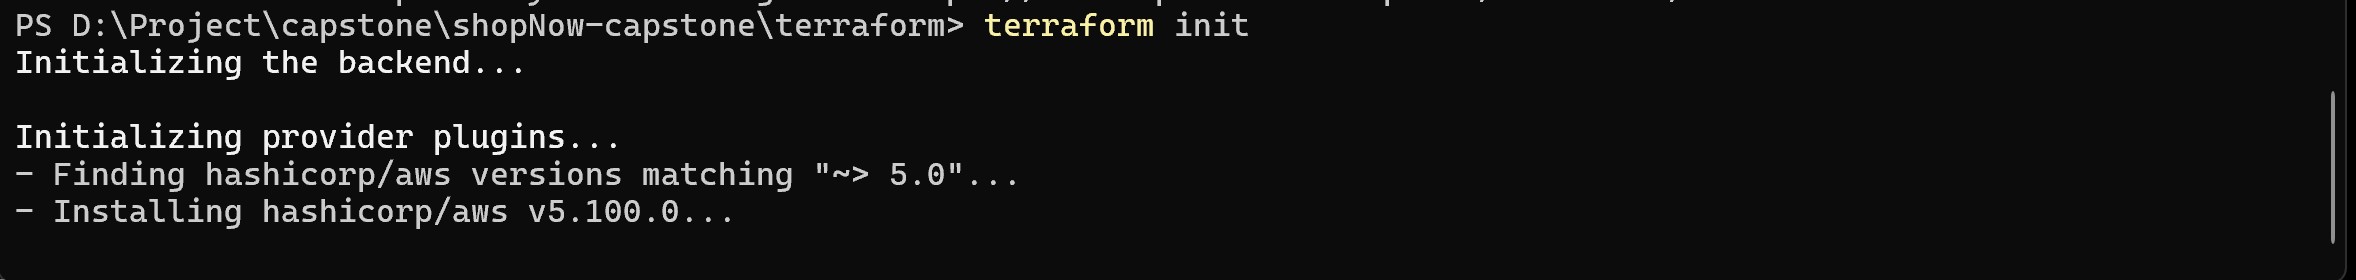 PS D:\Project\capstone\shopNow-capstone\terraform> terraform init
Initializing the backend...
Initializing provider plugins...
- Finding hashicorp/aws versions matching "~> 5.0"...
- Installing hashicorp/aws v5.100.0...